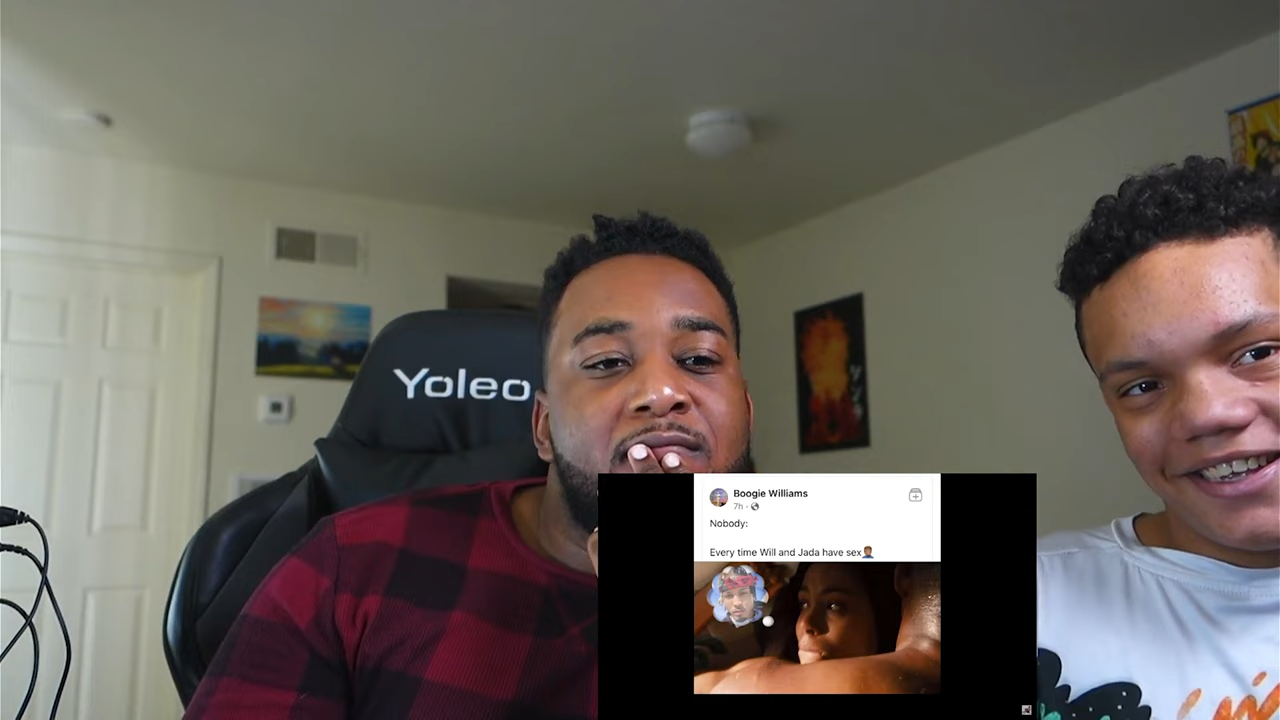 Yoleo
Boogie Williams
7h ·
Nobody:
Every time Will and Jada have sex🤦🏾‍♂️